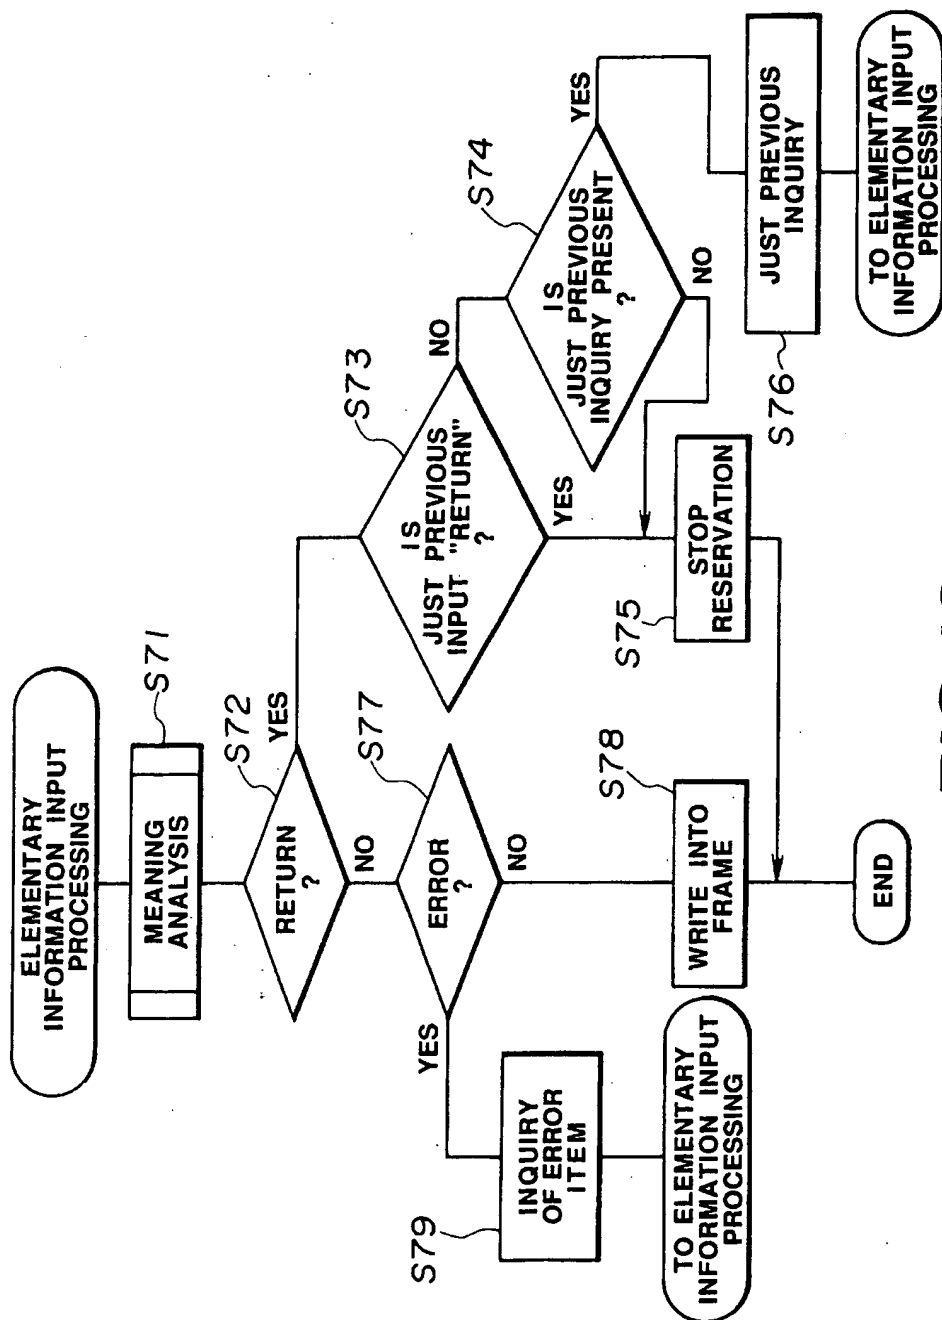 ELEMENTARY
INFORMATION INPUT
PROCESSING
S71
MEANING
ANALYSIS
S72
RETURN
?
YES
NO
S73
IS
JUST PREVIOUS
INPUT "RETURN"
?
NO
YES
S74
IS
JUST PREVIOUS
INQUIRY PRESENT
?
YES
NO
S77
ERROR
?
YES
NO
S75
STOP
RESERVATION
S76
JUST PREVIOUS
INQUIRY
TO ELEMENTARY
INFORMATION INPUT
PROCESSING
S78
WRITE INTO
FRAME
S79
INQUIRY
OF ERROR
ITEM
TO ELEMENTARY
INFORMATION INPUT
PROCESSING
END